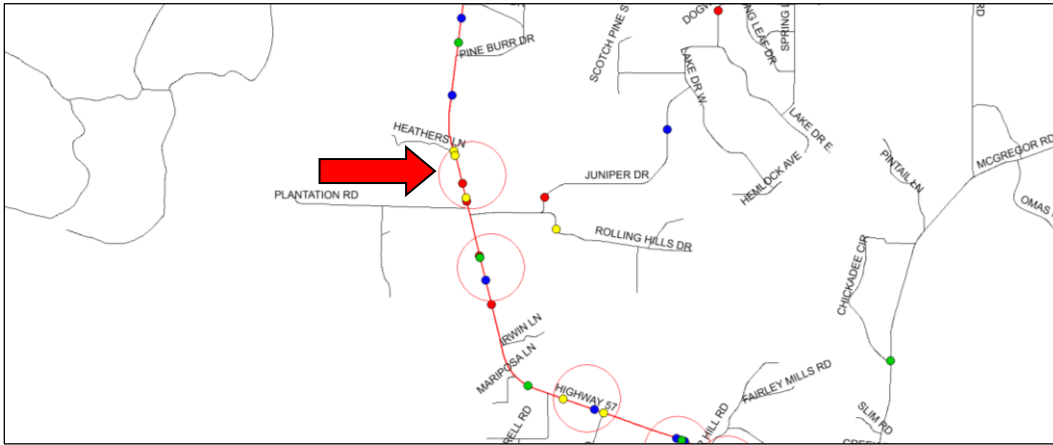 PINE BURR DR
SCOTCH PINE S
DOGW
NG LEAF DR
SPRING L
RD
LAKE DR W.
LAKE DR E.
HEATHERS LN
HEMLOCK AVE
PINTAIL LN
MCGREGOR RD
JUNIPER DR
PLANTATION RD
OMAS
ROLLING HILLS DR
CHICKADEE CIR
IRWIN LN
MARIPOSA LN
HIGHWAY 57
FAIRLEY MILLS RD
RELL RD
HILL RD
SLIM RD